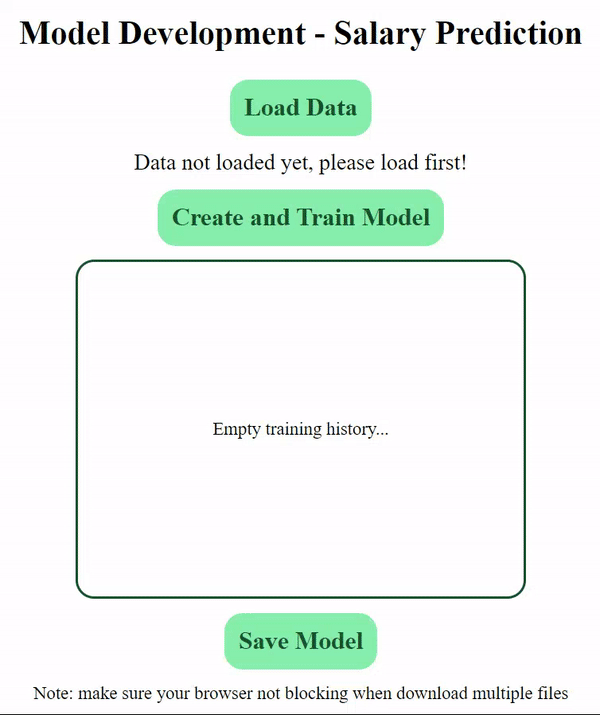 Model Development - Salary Prediction
Load Data
Data not loaded yet, please load first!
Create and Train Model
Empty training history...
Save Model
Note: make sure your browser not blocking when download multiple files